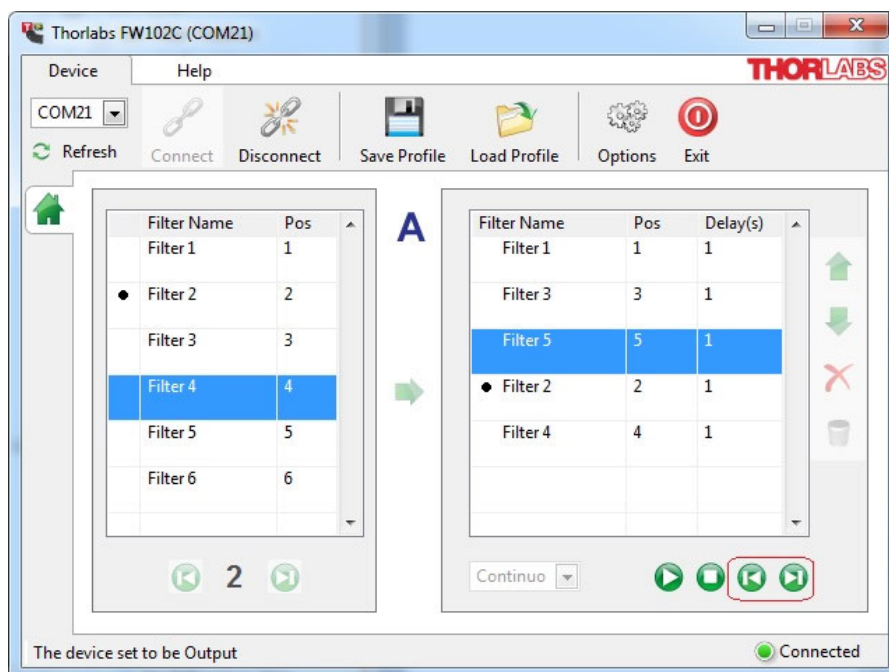 Thorlabs FW102C (COM21)
Device Help THORLABS
COM21
Refresh Connect Disconnect Save Profile Load Profile Options Exit
Filter Name Pos
Filter 1 1
Filter 2 2
Filter 3 3
Filter 4 4
Filter 5 5
Filter 6 6
2
A
Filter Name Pos Delay(s)
Filter 1 1 1
Filter 3 3 1
Filter 5 5 1
Filter 2 2 1
Filter 4 4 1
Continuo
The device set to be Output Connected